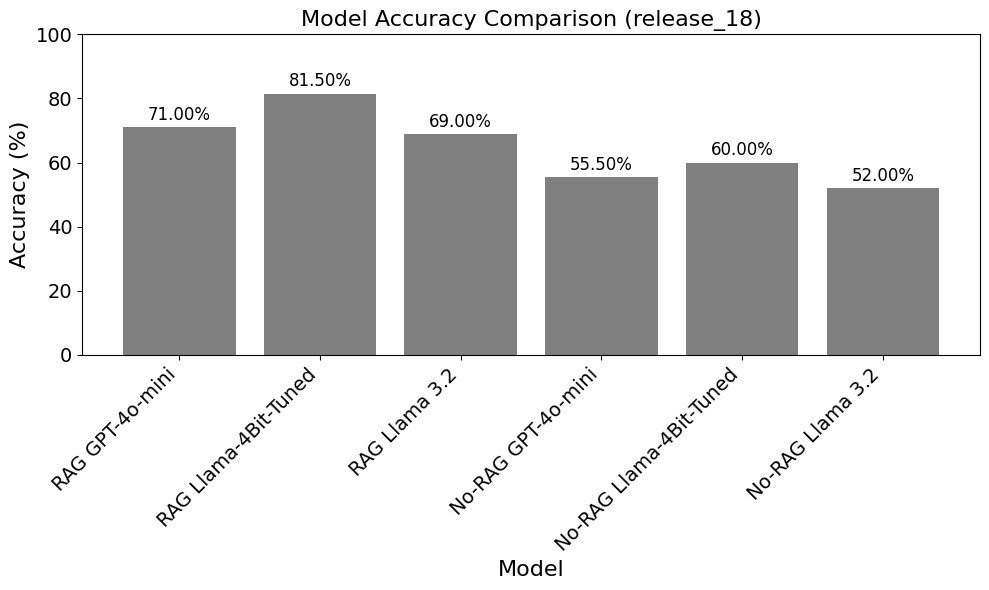 Model Accuracy Comparison (release_18)
Accuracy (%)
100
80
60
40
20
0
71.00%
81.50%
69.00%
55.50%
60.00%
52.00%
RAG GPT-4o-mini
RAG Llama-4Bit-Tuned
RAG Llama 3.2
No-RAG GPT-4o-mini
No-RAG Llama-4Bit-Tuned
No-RAG Llama 3.2
Model